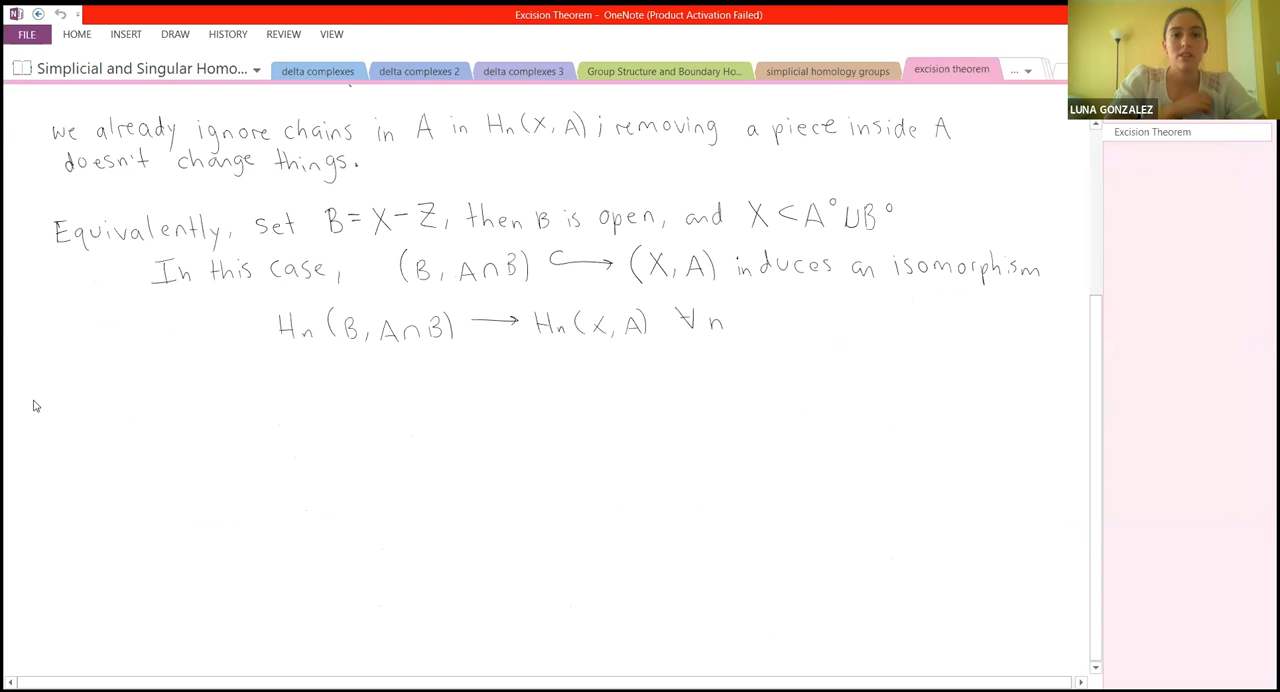 Excision Theorem - OneNote (Product Activation Failed)
FILE HOME INSERT DRAW HISTORY REVIEW VIEW
Simplicial and Singular Homo...
delta complexes
delta complexes 2
delta complexes 3
Group Structure and Boundary Ho...
simplicial homology groups
excision theorem
...
LUNA GONZALEZ
Excision Theorem
we already ignore chains in A in Hn(X, A); removing a piece inside A
doesn't change things.
Equivalently, set B = X - Z, then B is open, and X ⊂ A° ∪ B°
In this case, (B, A∩B) ↪ (X, A) induces an isomorphism
Hn(B, A∩B) → Hn(X, A) ∀ n